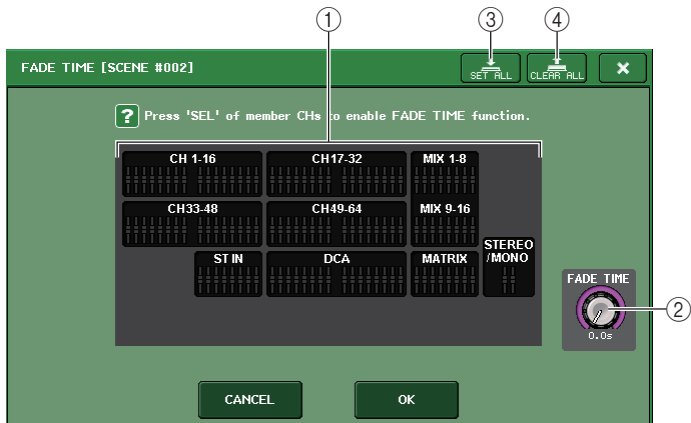 ① ③ ④
FADE TIME [SCENE #002] SET ALL CLEAR ALL ×
? Press 'SEL' of member CHs to enable FADE TIME function.
CH 1-16 CH17-32 MIX 1-8
CH33-48 CH49-64 MIX 9-16
ST IN DCA MATRIX STEREO
/MONO
FADE TIME
②
0.0s
CANCEL OK